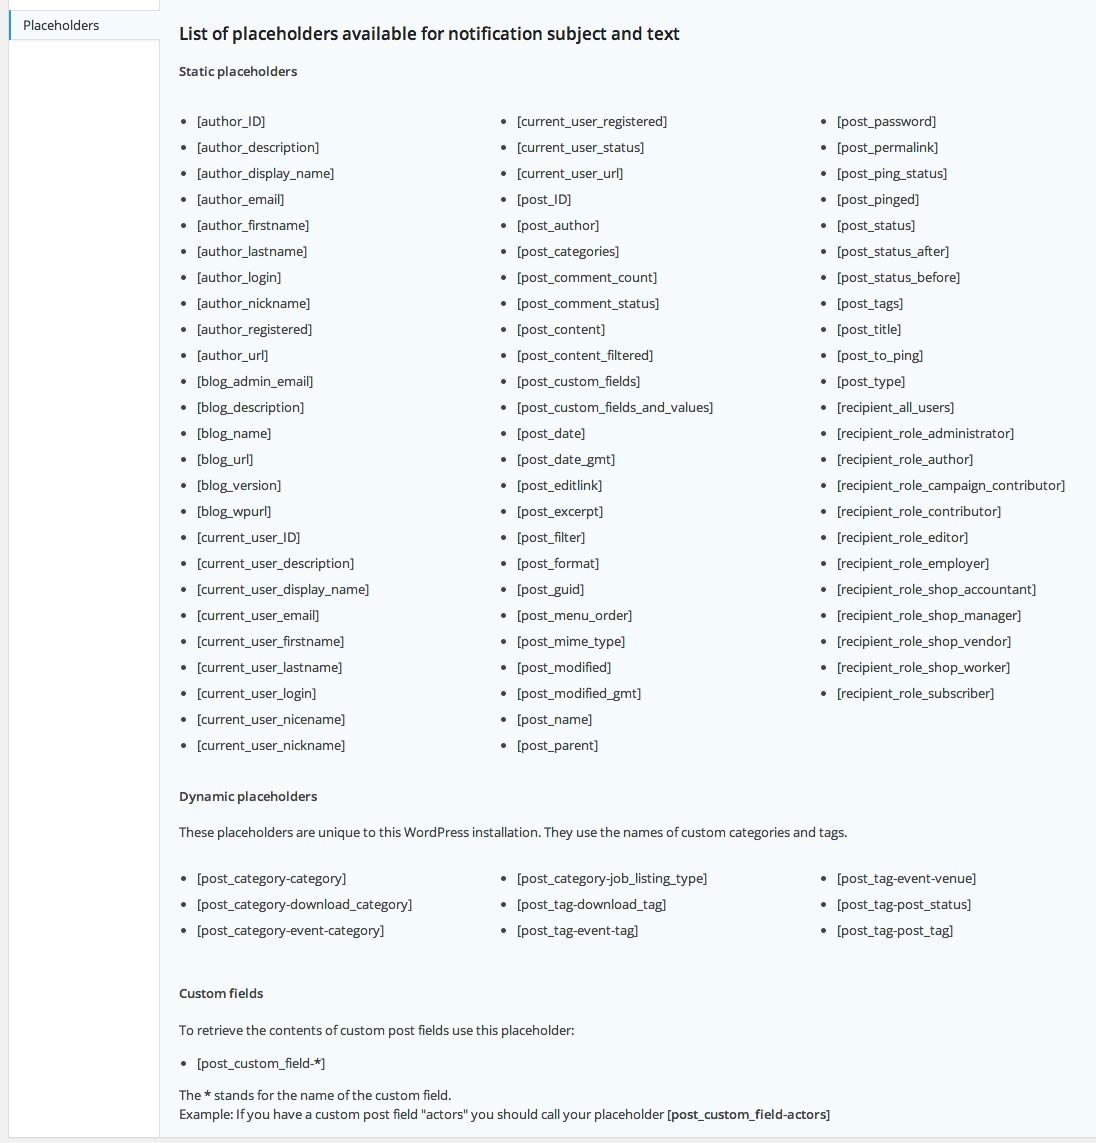 Placeholders
List of placeholders available for notification subject and text
Static placeholders
[author_ID]
[author_description]
[author_display_name]
[author_email]
[author_firstname]
[author_lastname]
[author_login]
[author_nickname]
[author_registered]
[author_url]
[blog_admin_email]
[blog_description]
[blog_name]
[blog_url]
[blog_version]
[blog_wpurl]
[current_user_ID]
[current_user_description]
[current_user_display_name]
[current_user_email]
[current_user_firstname]
[current_user_lastname]
[current_user_login]
[current_user_nicename]
[current_user_nickname]
[current_user_registered]
[current_user_status]
[current_user_url]
[post_ID]
[post_author]
[post_categories]
[post_comment_count]
[post_comment_status]
[post_content]
[post_content_filtered]
[post_custom_fields]
[post_custom_fields_and_values]
[post_date]
[post_date_gmt]
[post_editlink]
[post_excerpt]
[post_filter]
[post_format]
[post_guid]
[post_menu_order]
[post_mime_type]
[post_modified]
[post_modified_gmt]
[post_name]
[post_parent]
[post_password]
[post_permalink]
[post_ping_status]
[post_pinged]
[post_status]
[post_status_after]
[post_status_before]
[post_tags]
[post_title]
[post_to_ping]
[post_type]
[recipient_all_users]
[recipient_role_administrator]
[recipient_role_author]
[recipient_role_campaign_contributor]
[recipient_role_contributor]
[recipient_role_editor]
[recipient_role_employer]
[recipient_role_shop_accountant]
[recipient_role_shop_manager]
[recipient_role_shop_vendor]
[recipient_role_shop_worker]
[recipient_role_subscriber]
Dynamic placeholders
These placeholders are unique to this WordPress installation. They use the names of custom categories and tags.
[post_category-category]
[post_category-download_category]
[post_category-event-category]
[post_category-job_listing_type]
[post_tag-download_tag]
[post_tag-event-tag]
[post_tag-event-venue]
[post_tag-post_status]
[post_tag-post_tag]
Custom fields
To retrieve the contents of custom post fields use this placeholder:
[post_custom_field-*]
The * stands for the name of the custom field.
Example: If you have a custom post field "actors" you should call your placeholder [post_custom_field-actors]